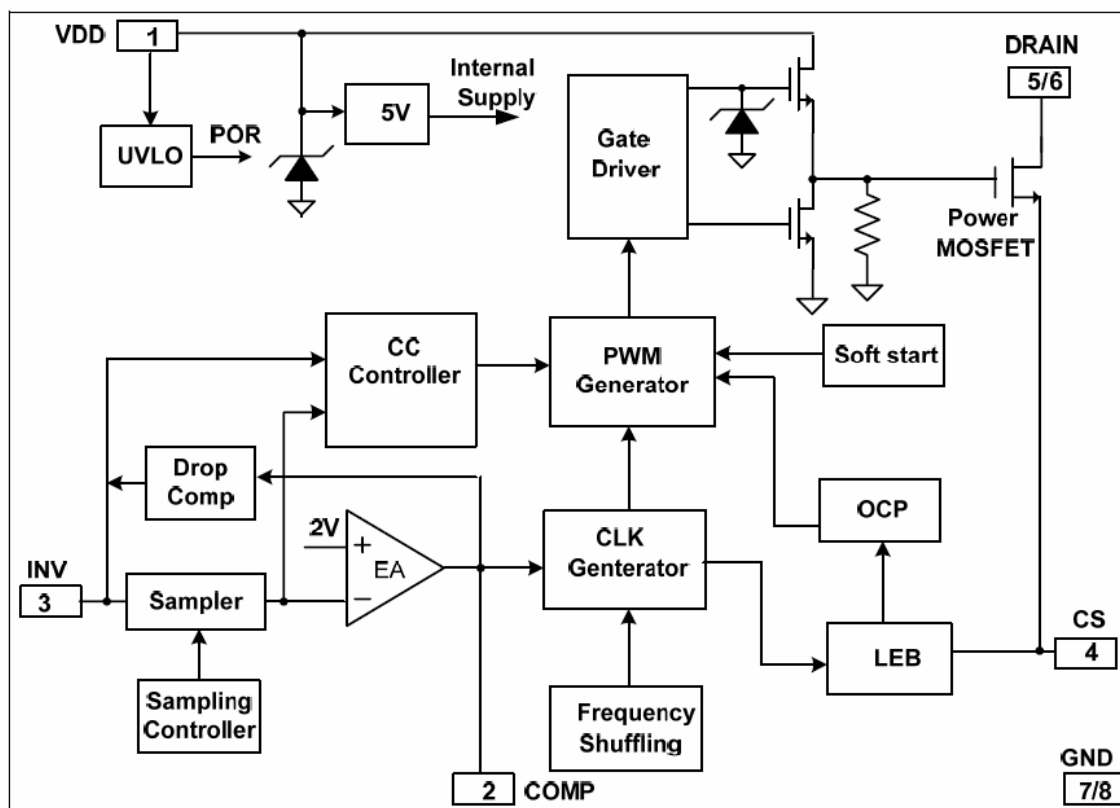 VDD
1
DRAIN
5/6
Internal
Supply
5V
POR
UVLO
Gate
Driver
Power
MOSFET
CC
Controller
PWM
Generator
Soft start
Drop
Comp
OCP
2V
+
EA
−
CLK
Genterator
INV
3
Sampler
CS
4
LEB
Sampling
Controller
Frequency
Shuffling
GND
7/8
2
COMP